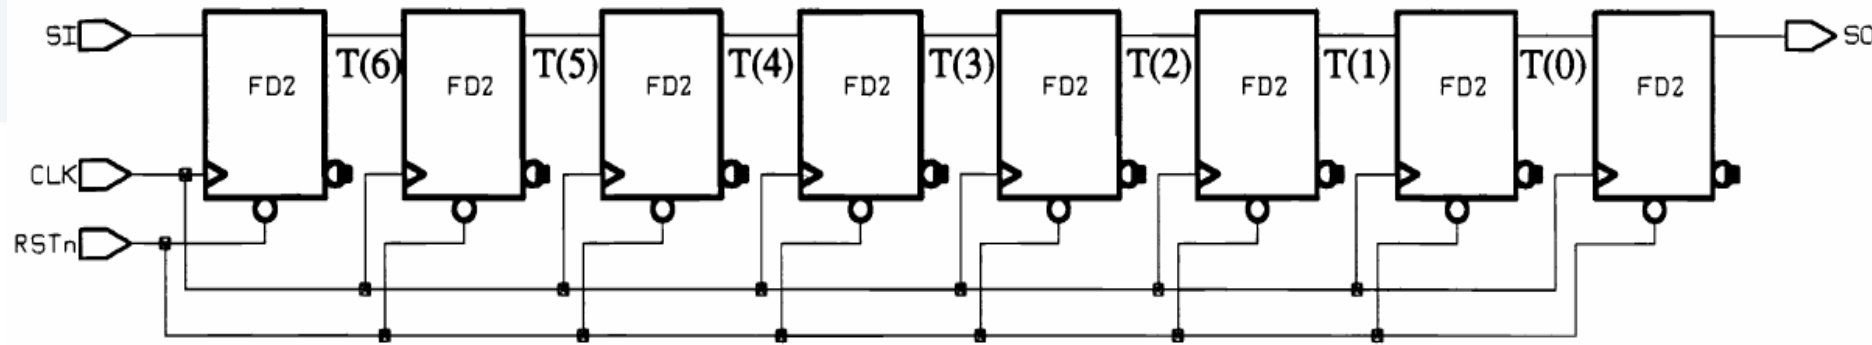 SI T(6) T(5) T(4) T(3) T(2) T(1) T(0) SO
FD2 FD2 FD2 FD2 FD2 FD2 FD2 FD2
CLK
RSTn